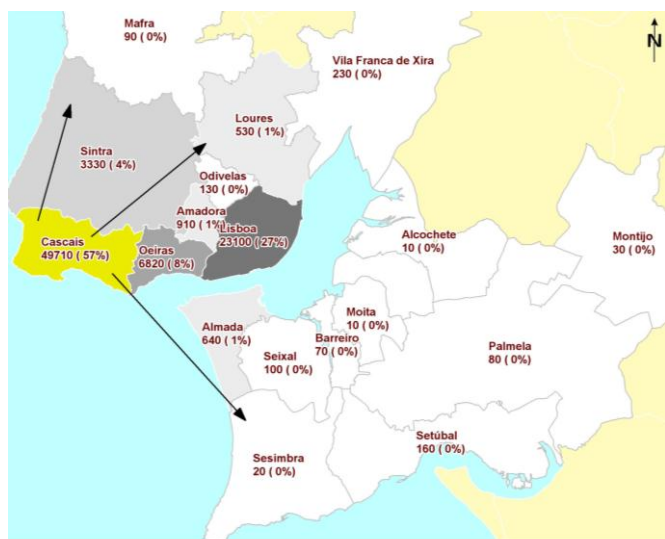 Mafra
90 ( 0%)
N
Vila Franca de Xira
230 ( 0%)
Loures
530 ( 1%)
Sintra
3330 ( 4%)
Odivelas
130 ( 0%)
Amadora
910 ( 1%)
Lisboa
23100 ( 27%)
Cascais
49710 ( 57%)
Oeiras
6820 ( 8%)
Alcochete
10 ( 0%)
Montijo
30 ( 0%)
Almada
640 ( 1%)
Moita
10 ( 0%)
Barreiro
70 ( 0%)
Seixal
100 ( 0%)
Palmela
80 ( 0%)
Setúbal
160 ( 0%)
Sesimbra
20 ( 0%)